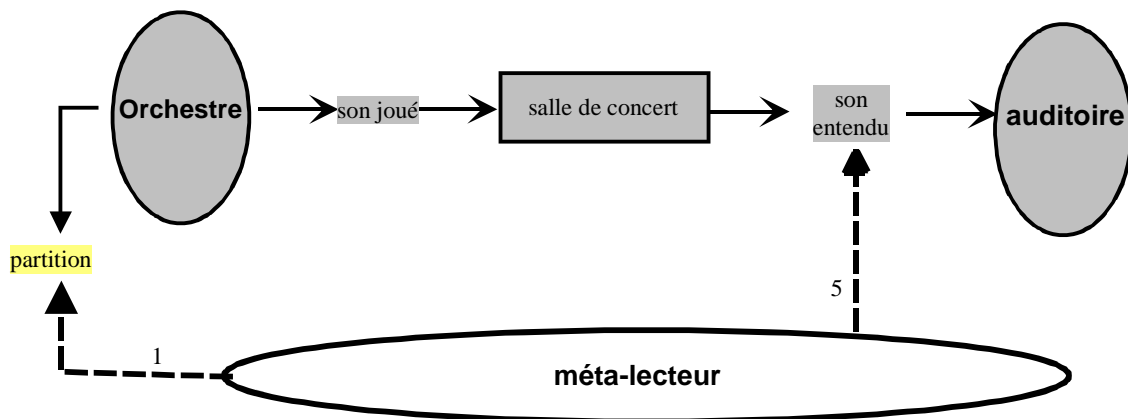 Orchestre
son joué
salle de concert
son
entendu
auditoire
partition
5
1
méta-lecteur